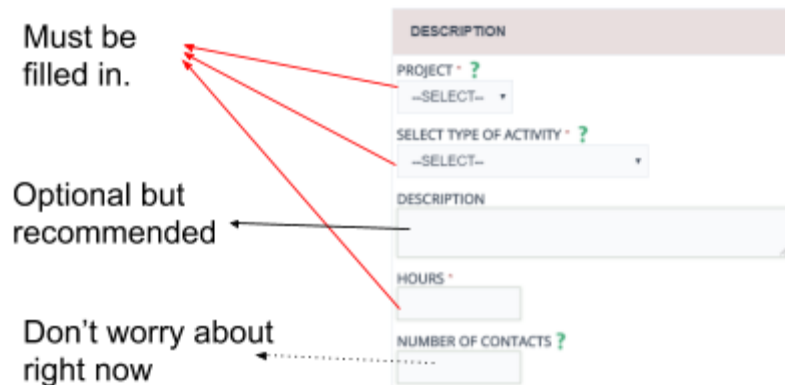 Must be
filled in.
DESCRIPTION
PROJECT * ?
--SELECT--
SELECT TYPE OF ACTIVITY * ?
--SELECT--
Optional but
recommended
DESCRIPTION
HOURS *
Don't worry about
right now
NUMBER OF CONTACTS ?